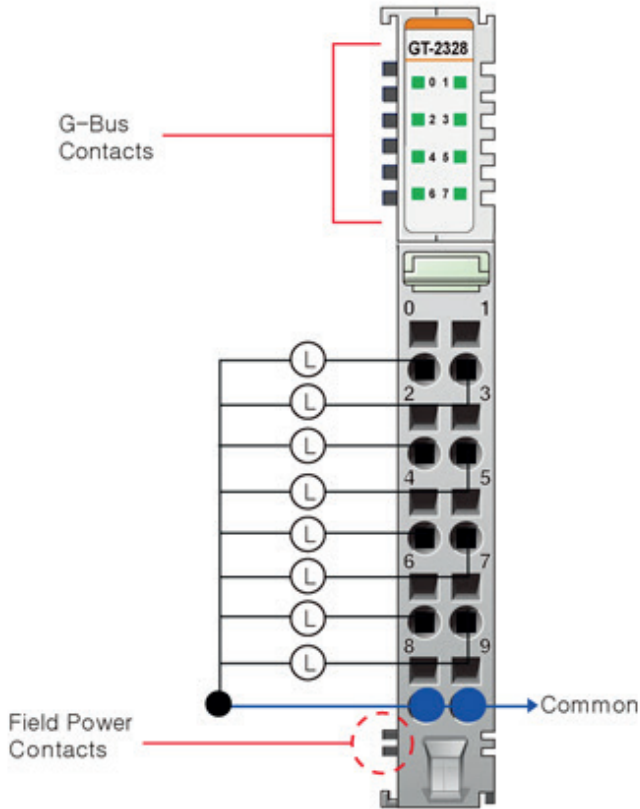 GT-2328
0 1
2 3
4 5
6 7
G-Bus
Contacts
0 1
L
2 3
L
L
4 5
L
L
6 7
L
L
8 9
L
Common
Field Power
Contacts